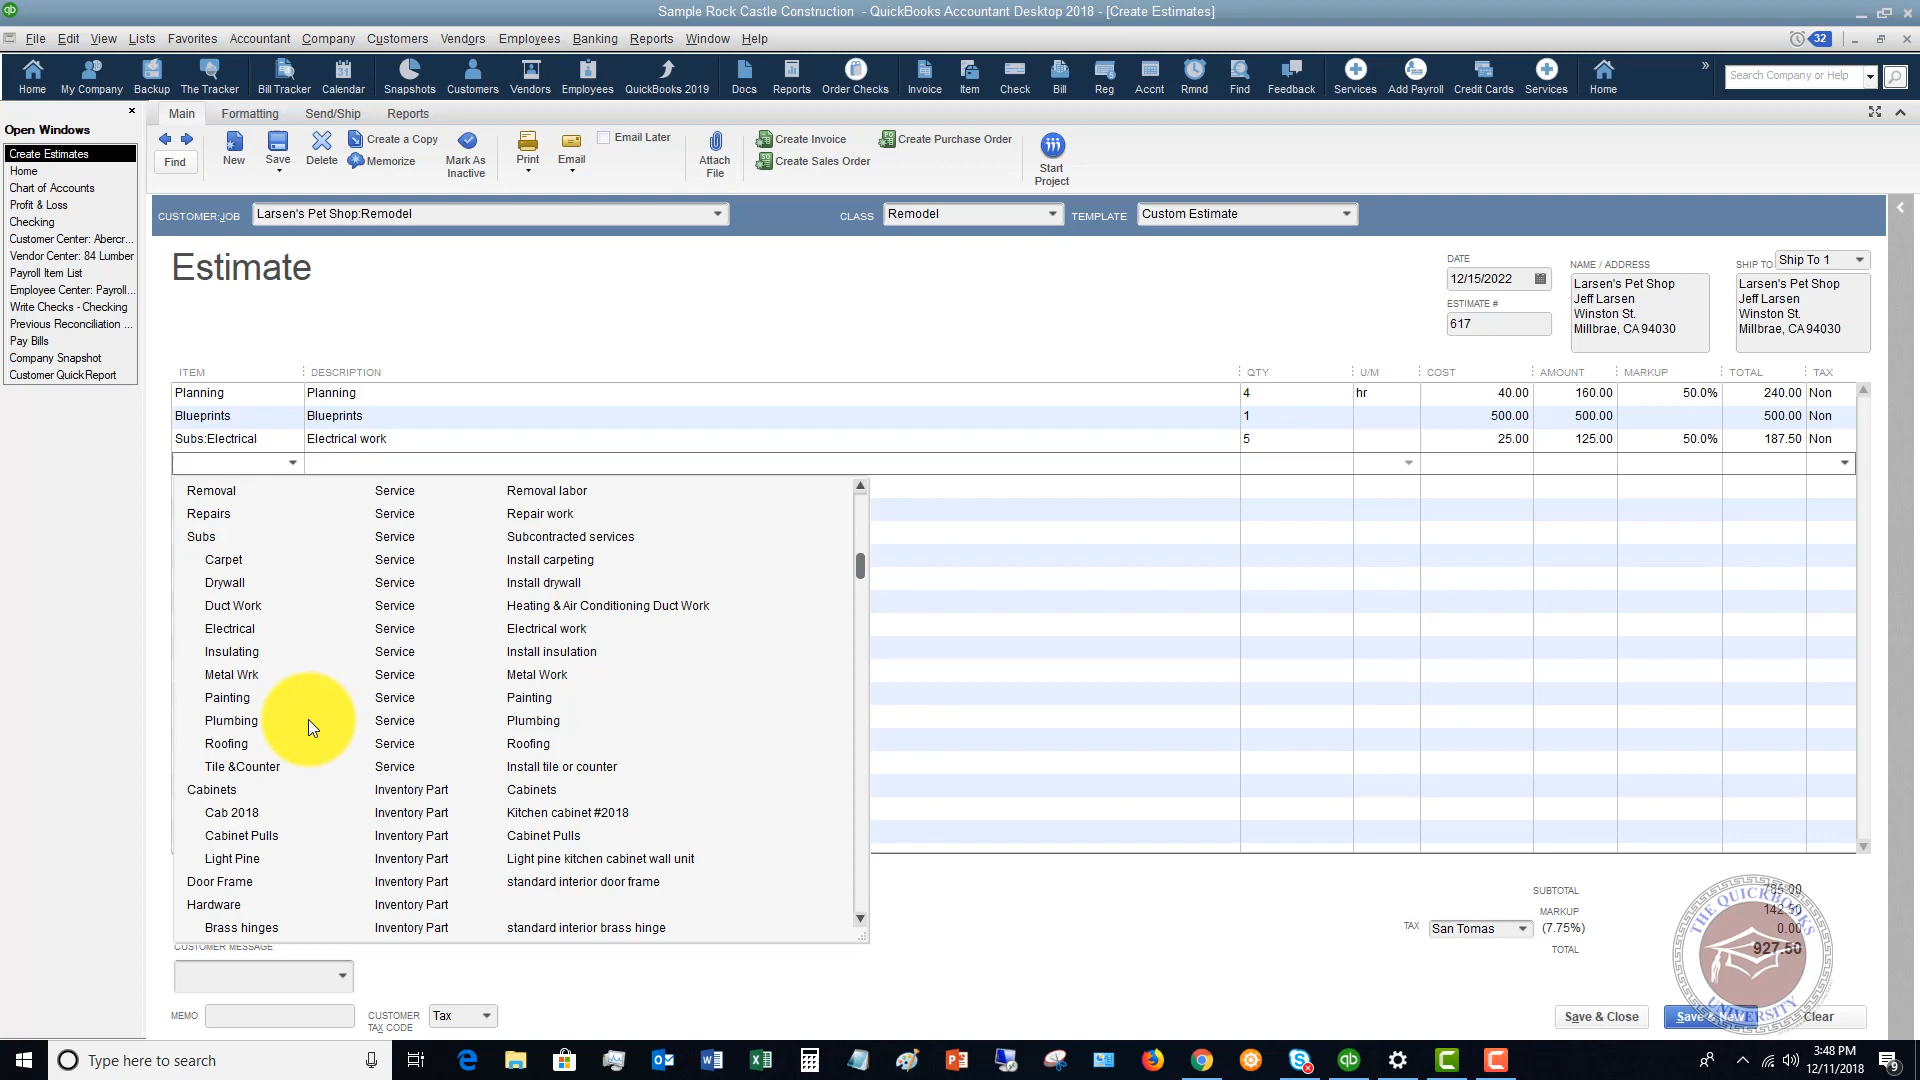 Sample Rock Castle Construction - QuickBooks Accountant Desktop 2018 - [Create Estimates]
File Edit View Lists Favorites Accountant Company Customers Vendors Employees Banking Reports Window Help 32
Home My Company Backup The Tracker Bill Tracker Calendar Snapshots Customers Vendors Employees QuickBooks 2019 Docs Reports Order Checks Invoice Item Check Bill Reg Accnt Rmnd Find Feedback Services Add Payroll Credit Cards Services Home Search Company or Help
Open Windows
Create Estimates
Home
Chart of Accounts
Profit & Loss
Checking
Customer Center: Abercr...
Vendor Center: 84 Lumber
Payroll Item List
Employee Center: Payroll...
Write Checks - Checking
Previous Reconciliation ...
Pay Bills
Company Snapshot
Customer QuickReport
Main Formatting Send/Ship Reports
Find New Save Delete Create a Copy Memorize Mark As Inactive Print Email Email Later Attach File Create Invoice Create Sales Order Create Purchase Order Start Project
CUSTOMER:JOB Larsen's Pet Shop:Remodel CLASS Remodel TEMPLATE Custom Estimate
Estimate
DATE
12/15/2022
ESTIMATE #
617
NAME / ADDRESS
Larsen's Pet Shop
Jeff Larsen
Winston St.
Millbrae, CA 94030
SHIP TO Ship To 1
Larsen's Pet Shop
Jeff Larsen
Winston St.
Millbrae, CA 94030
ITEM DESCRIPTION QTY U/M COST AMOUNT MARKUP TOTAL TAX
Planning Planning 4 hr 40.00 160.00 50.0% 240.00 Non
Blueprints Blueprints 1 500.00 500.00 500.00 Non
Subs:Electrical Electrical work 5 25.00 125.00 50.0% 187.50 Non
Removal Service Removal labor
Repairs Service Repair work
Subs Service Subcontracted services
Carpet Service Install carpeting
Drywall Service Install drywall
Duct Work Service Heating & Air Conditioning Duct Work
Electrical Service Electrical work
Insulating Service Install insulation
Metal Wrk Service Metal Work
Painting Service Painting
Plumbing Service Plumbing
Roofing Service Roofing
Tile &Counter Service Install tile or counter
Cabinets Inventory Part Cabinets
Cab 2018 Inventory Part Kitchen cabinet #2018
Cabinet Pulls Inventory Part Cabinet Pulls
Light Pine Inventory Part Light pine kitchen cabinet wall unit
Door Frame Inventory Part standard interior door frame
Hardware Inventory Part
Brass hinges Inventory Part standard interior brass hinge
SUBTOTAL 785.00
MARKUP 142.50
TAX San Tomas (7.75%) 0.00
TOTAL 927.50
THE QUICKBOOKS UNIVERSITY
CUSTOMER MESSAGE
MEMO CUSTOMER TAX CODE Tax
Save & Close Save & New Clear
Type here to search
3:48 PM
12/11/2018
9